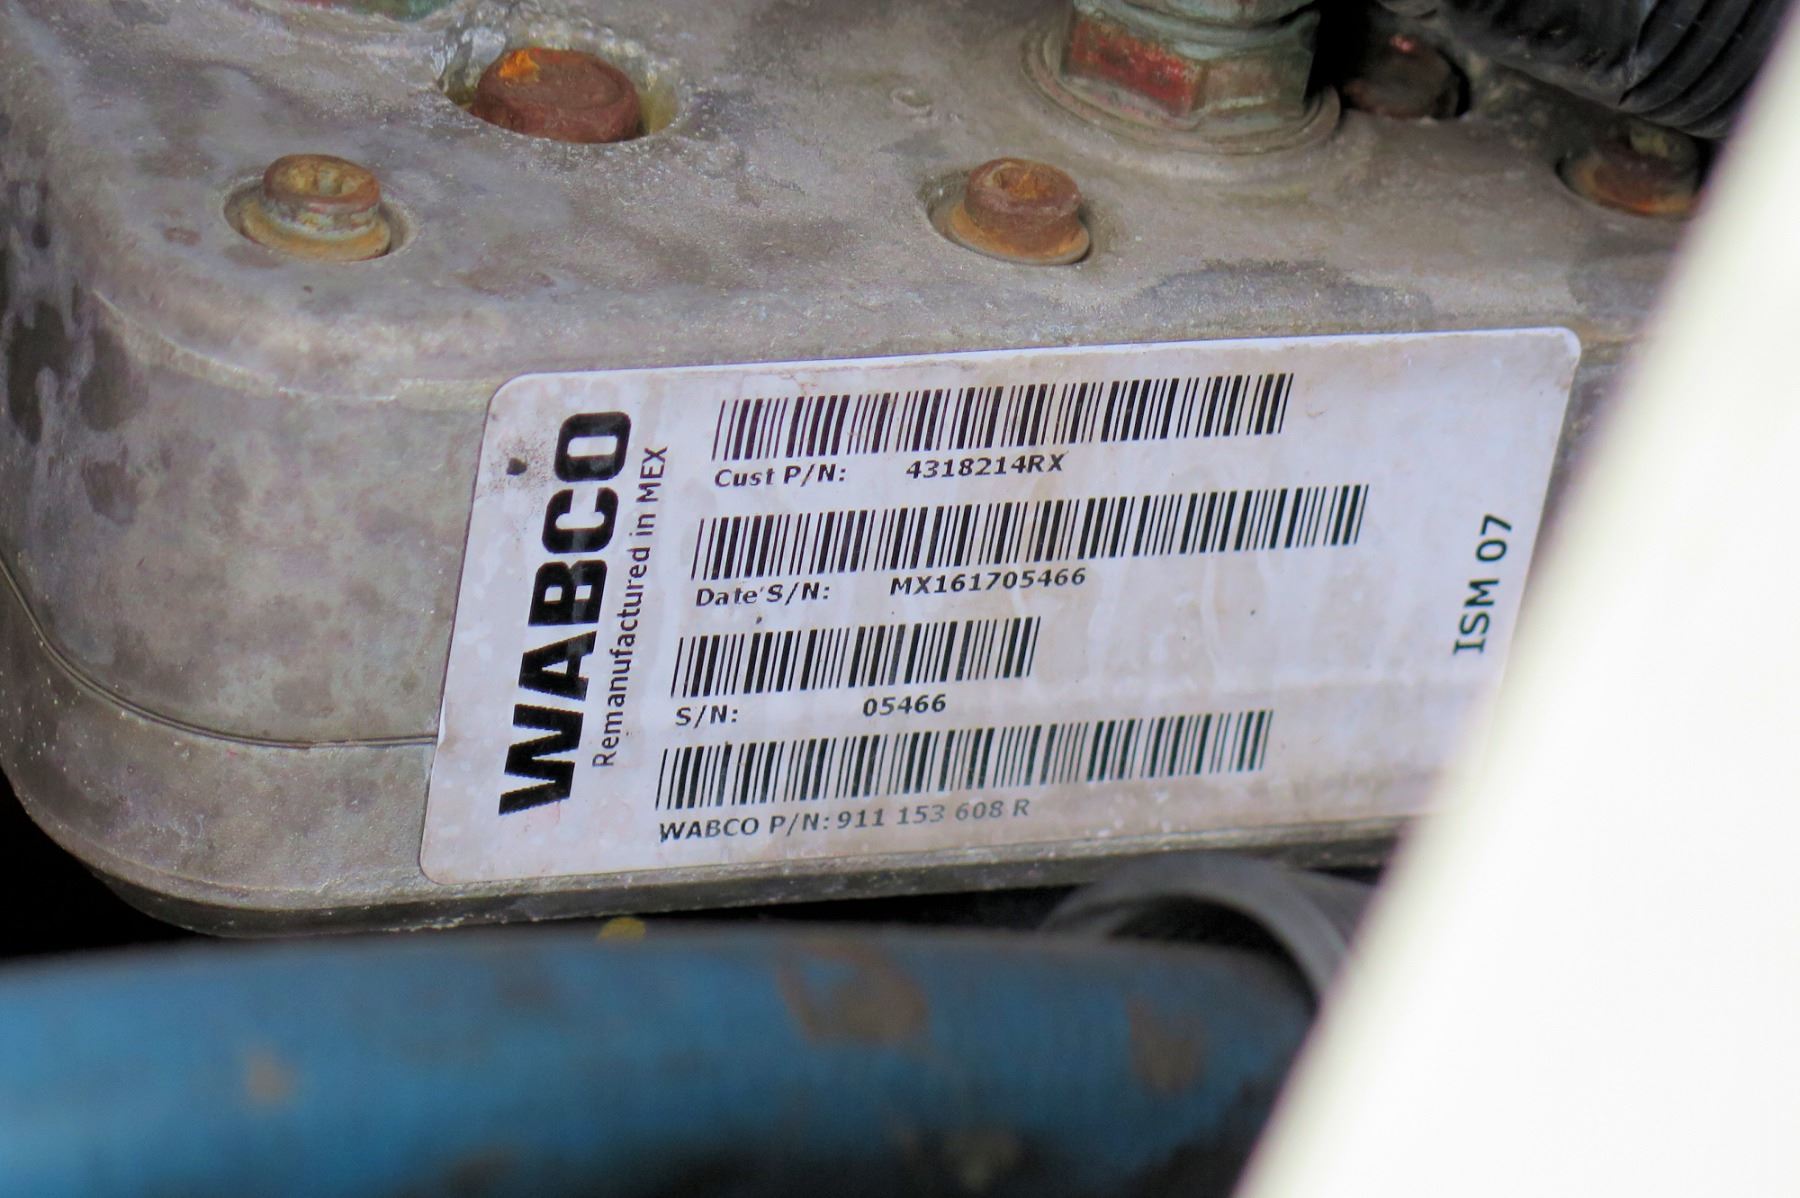 WABCO
Remanufactured in MEX
Cust P/N: 4318214RX
Date S/N: MX161705466
S/N: 05466
WABCO P/N: 911 153 608 R
ISM 07